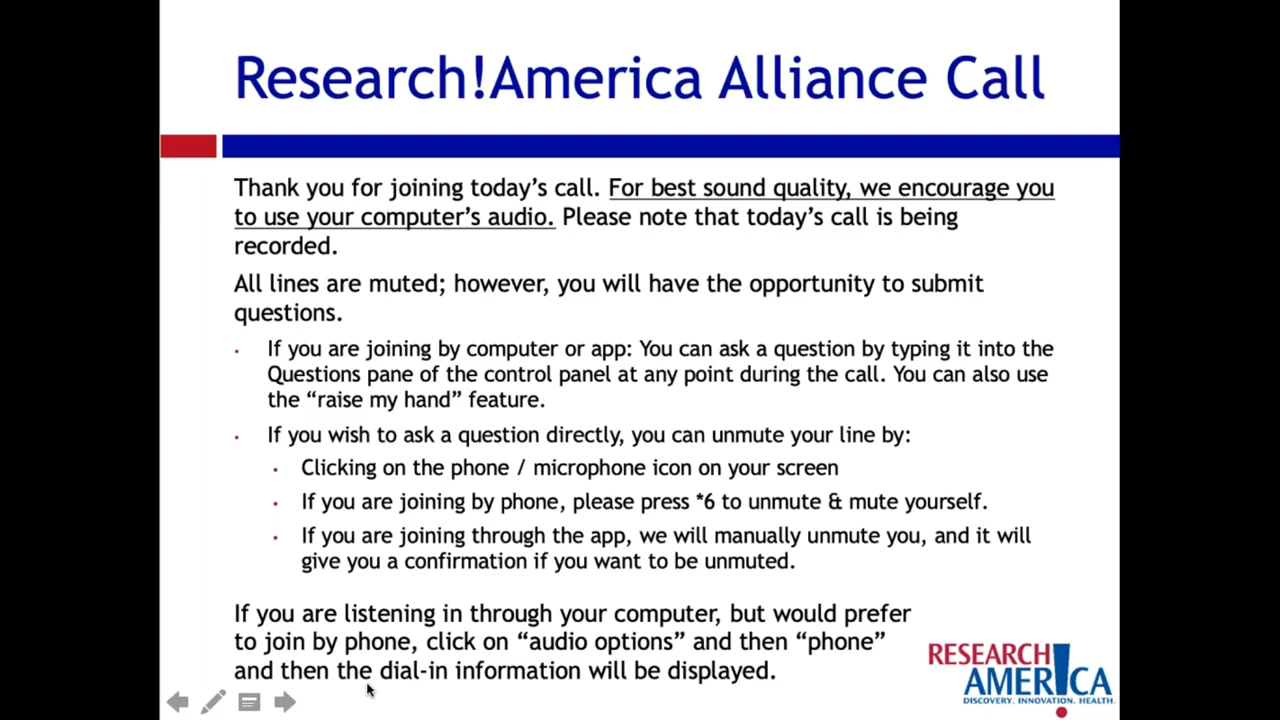 Research!America Alliance Call
Thank you for joining today’s call. For best sound quality, we encourage you
to use your computer’s audio. Please note that today’s call is being
recorded.
All lines are muted; however, you will have the opportunity to submit
questions.
· If you are joining by computer or app: You can ask a question by typing it into the
Questions pane of the control panel at any point during the call. You can also use
the “raise my hand” feature.
· If you wish to ask a question directly, you can unmute your line by:
· Clicking on the phone / microphone icon on your screen
· If you are joining by phone, please press *6 to unmute & mute yourself.
· If you are joining through the app, we will manually unmute you, and it will
give you a confirmation if you want to be unmuted.
If you are listening in through your computer, but would prefer
to join by phone, click on “audio options” and then “phone”
and then the dial-in information will be displayed.
RESEARCH
AMER!CA
DISCOVERY. INNOVATION. HEALTH.